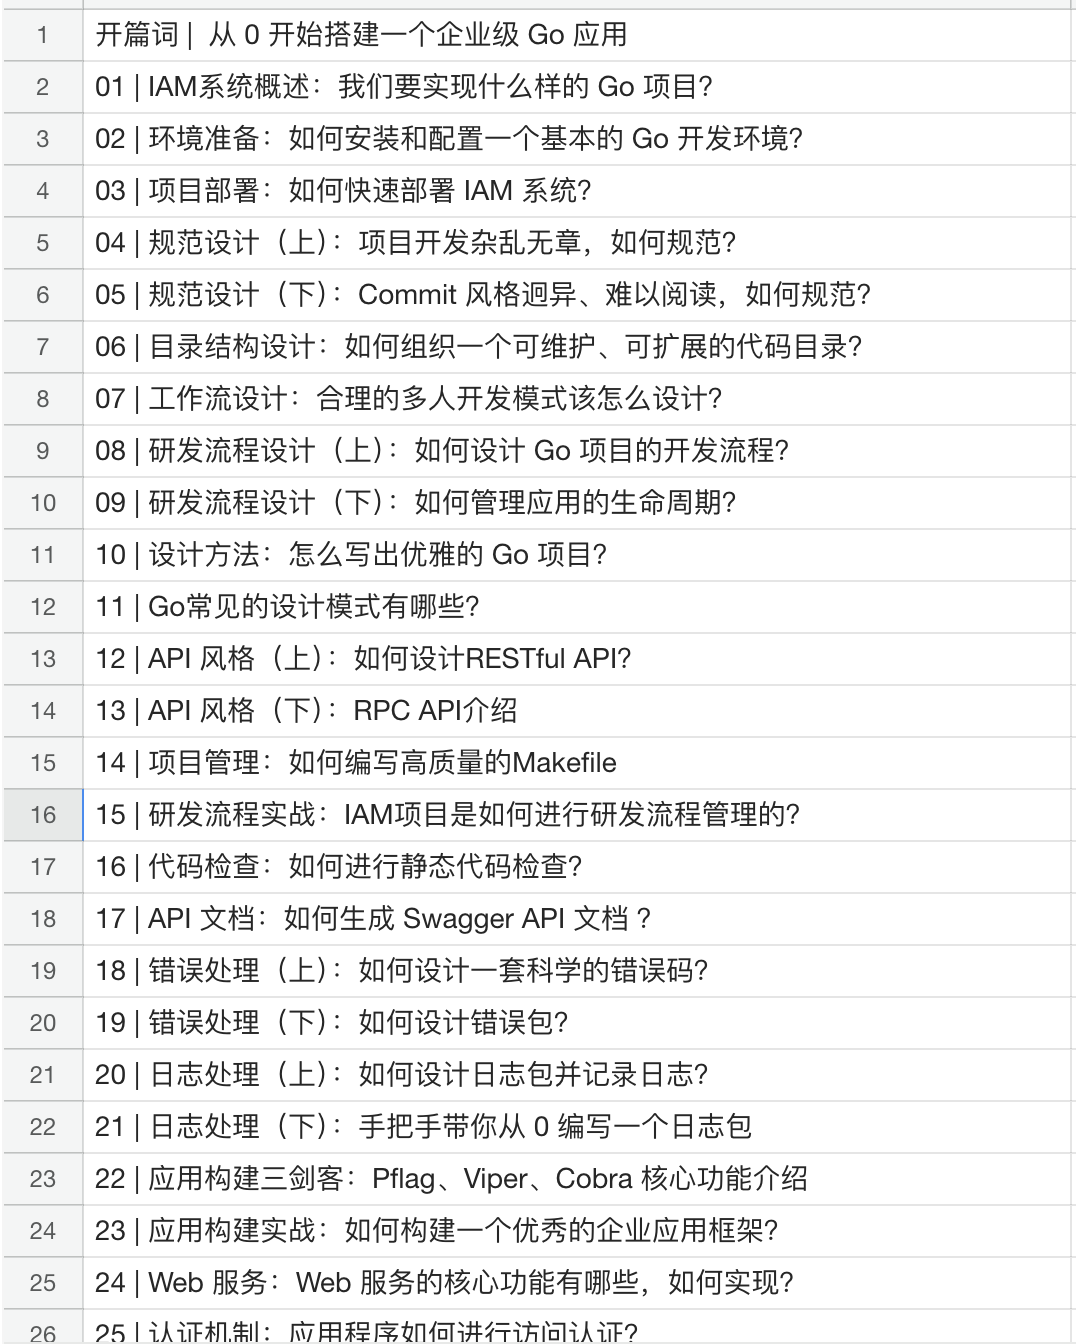 1 开篇词 | 从 0 开始搭建一个企业级 Go 应用
2 01 | IAM系统概述：我们要实现什么样的 Go 项目?
3 02 | 环境准备：如何安装和配置一个基本的 Go 开发环境?
4 03 | 项目部署：如何快速部署 IAM 系统?
5 04 | 规范设计（上）：项目开发杂乱无章，如何规范?
6 05 | 规范设计（下）：Commit 风格迥异、难以阅读，如何规范?
7 06 | 目录结构设计：如何组织一个可维护、可扩展的代码目录?
8 07 | 工作流设计：合理的多人开发模式该怎么设计?
9 08 | 研发流程设计（上）：如何设计 Go 项目的开发流程?
10 09 | 研发流程设计（下）：如何管理应用的生命周期?
11 10 | 设计方法：怎么写出优雅的 Go 项目?
12 11 | Go常见的设计模式有哪些?
13 12 | API 风格（上）：如何设计RESTful API?
14 13 | API 风格（下）：RPC API介绍
15 14 | 项目管理：如何编写高质量的Makefile
16 15 | 研发流程实战：IAM项目是如何进行研发流程管理的?
17 16 | 代码检查：如何进行静态代码检查?
18 17 | API 文档：如何生成 Swagger API 文档 ?
19 18 | 错误处理（上）：如何设计一套科学的错误码?
20 19 | 错误处理（下）：如何设计错误包?
21 20 | 日志处理（上）：如何设计日志包并记录日志?
22 21 | 日志处理（下）：手把手带你从 0 编写一个日志包
23 22 | 应用构建三剑客：Pflag、Viper、Cobra 核心功能介绍
24 23 | 应用构建实战：如何构建一个优秀的企业应用框架?
25 24 | Web 服务：Web 服务的核心功能有哪些，如何实现?
26 25 | 认证机制：应用程序如何进行访问认证?